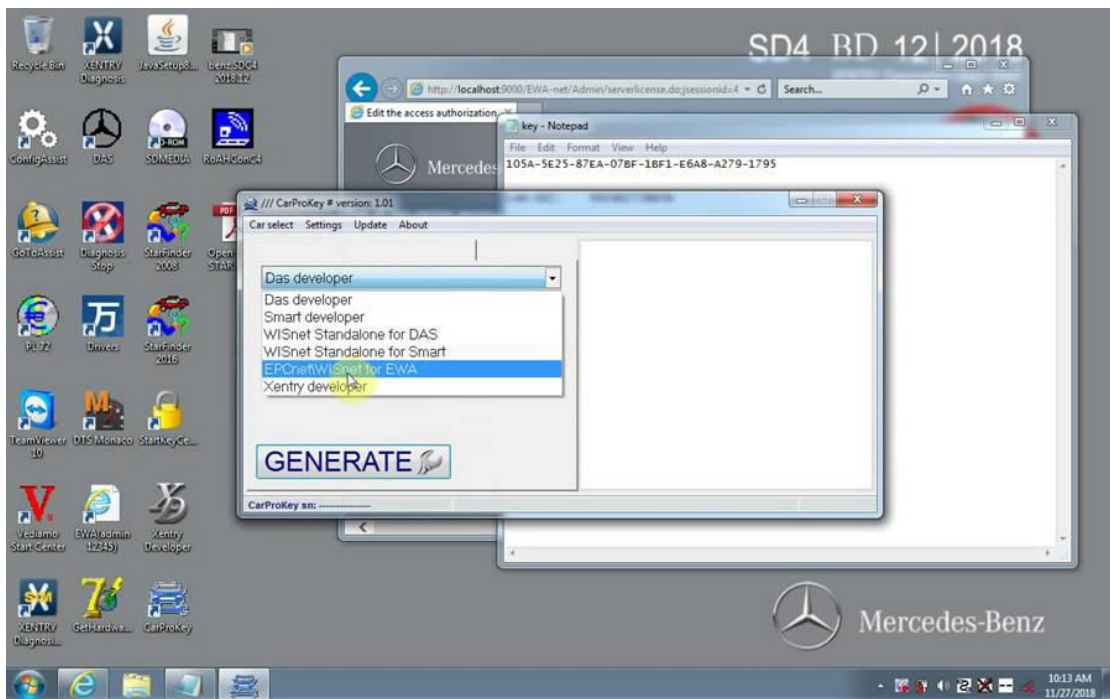 SD4 BD 12| 2018
Recycle Bin
XENTRY Diagnosis
JavaSetup8...
benz SDC4 2018.12
ConfigAssist
DAS
SDMEDIA
GoToAssist
Diagnosis Stop
StarFinder 2008
PDF
Open
万
Drivers
StarFinder 2016
TeamViewer 10
DTS Monaco
StartKeyGe...
Vediamo Start Center
EWA(admin 12345)
Xentry Developer
XENTRY Diagnosi...
GetHardwa...
CarProKey
http://localhost:9000/EWA-net/Admin/serverlicense.do;jsessionid=4
Search...
Edit the access authorization
Mercedes
key - Notepad
File Edit Format View Help
105A-5E25-87EA-07BF-1BF1-E6A8-A279-1795
/// CarProKey # version: 1.01
Car select Settings Update About
Das developer
Das developer
Smart developer
WISnet Standalone for DAS
WISnet Standalone for Smart
EPCnet\WISnet for EWA
Xentry developer
GENERATE
CarProKey sn: ---------------
Mercedes-Benz
10:13 AM
11/27/2018